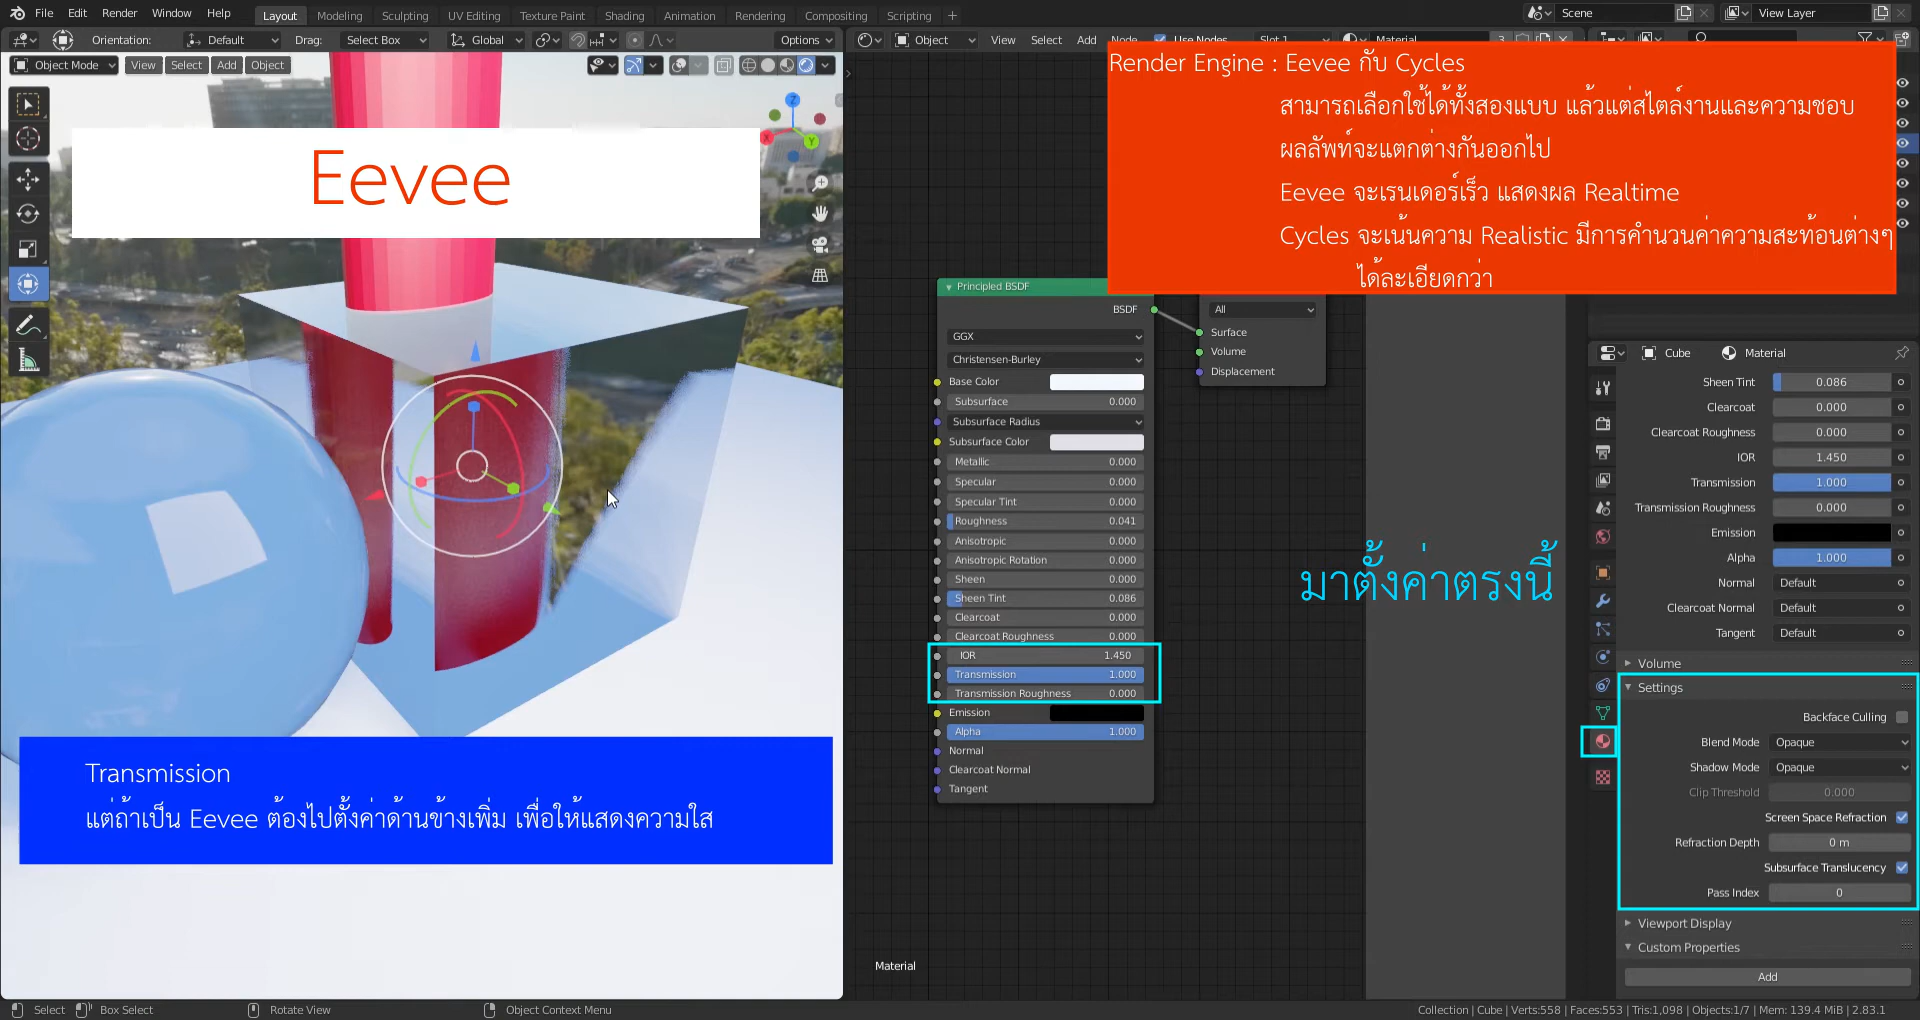 File Edit Render Window Help
Layout Modeling Sculpting UV Editing Texture Paint Shading Animation Rendering Compositing Scripting
Scene
View Layer
Orientation: Default Drag: Select Box Global Options
Object Mode View Select Add Object
Object View Select Add Node Use Nodes Slot 1 Material 3
Eevee
Render Engine : Eevee กับ Cycles
สามารถเลือกใช้ได้ทั้งสองแบบ แล้วแต่สไตล์งานและความชอบ
ผลลัพท์จะแตกต่างกันออกไป
Eevee จะเรนเดอร์เร็ว แสดงผล Realtime
Cycles จะเน้นความ Realistic มีการคำนวนค่าความสะท้อนต่างๆ
ได้ละเอียดกว่า
Z
X
Y
Principled BSDF
BSDF
GGX
Christensen-Burley
Base Color
Subsurface 0.000
Subsurface Radius
Subsurface Color
Metallic 0.000
Specular 0.000
Specular Tint 0.000
Roughness 0.041
Anisotropic 0.000
Anisotropic Rotation 0.000
Sheen 0.000
Sheen Tint 0.086
Clearcoat 0.000
Clearcoat Roughness 0.000
IOR 1.450
Transmission 1.000
Transmission Roughness 0.000
Emission
Alpha 1.000
Normal
Clearcoat Normal
Tangent
All
Surface
Volume
Displacement
มาตั้งค่าตรงนี้
Cube Material
Sheen Tint 0.086
Clearcoat 0.000
Clearcoat Roughness 0.000
IOR 1.450
Transmission 1.000
Transmission Roughness 0.000
Emission
Alpha 1.000
Normal Default
Clearcoat Normal Default
Tangent Default
Volume
Settings
Backface Culling
Blend Mode Opaque
Shadow Mode Opaque
Clip Threshold 0.000
Screen Space Refraction
Refraction Depth 0 m
Subsurface Translucency
Pass Index 0
Viewport Display
Custom Properties
Add
Transmission
แต่ถ้าเป็น Eevee ต้องไปตั้งค่าด้านข้างเพิ่ม เพื่อให้แสดงความใส
Material
Select Box Select Rotate View Object Context Menu
Collection | Cube | Verts:558 | Faces:553 | Tris:1,098 | Objects:1/7 | Mem: 139.4 MiB | 2.83.1